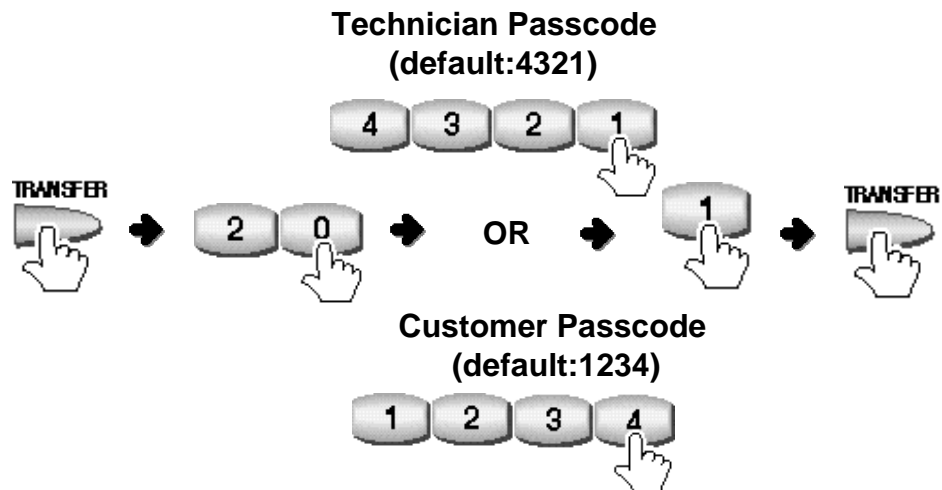 Technician Passcode
(default:4321)
4 3 2 1
TRANSFER
2 0
OR
1
TRANSFER
Customer Passcode
(default:1234)
1 2 3 4